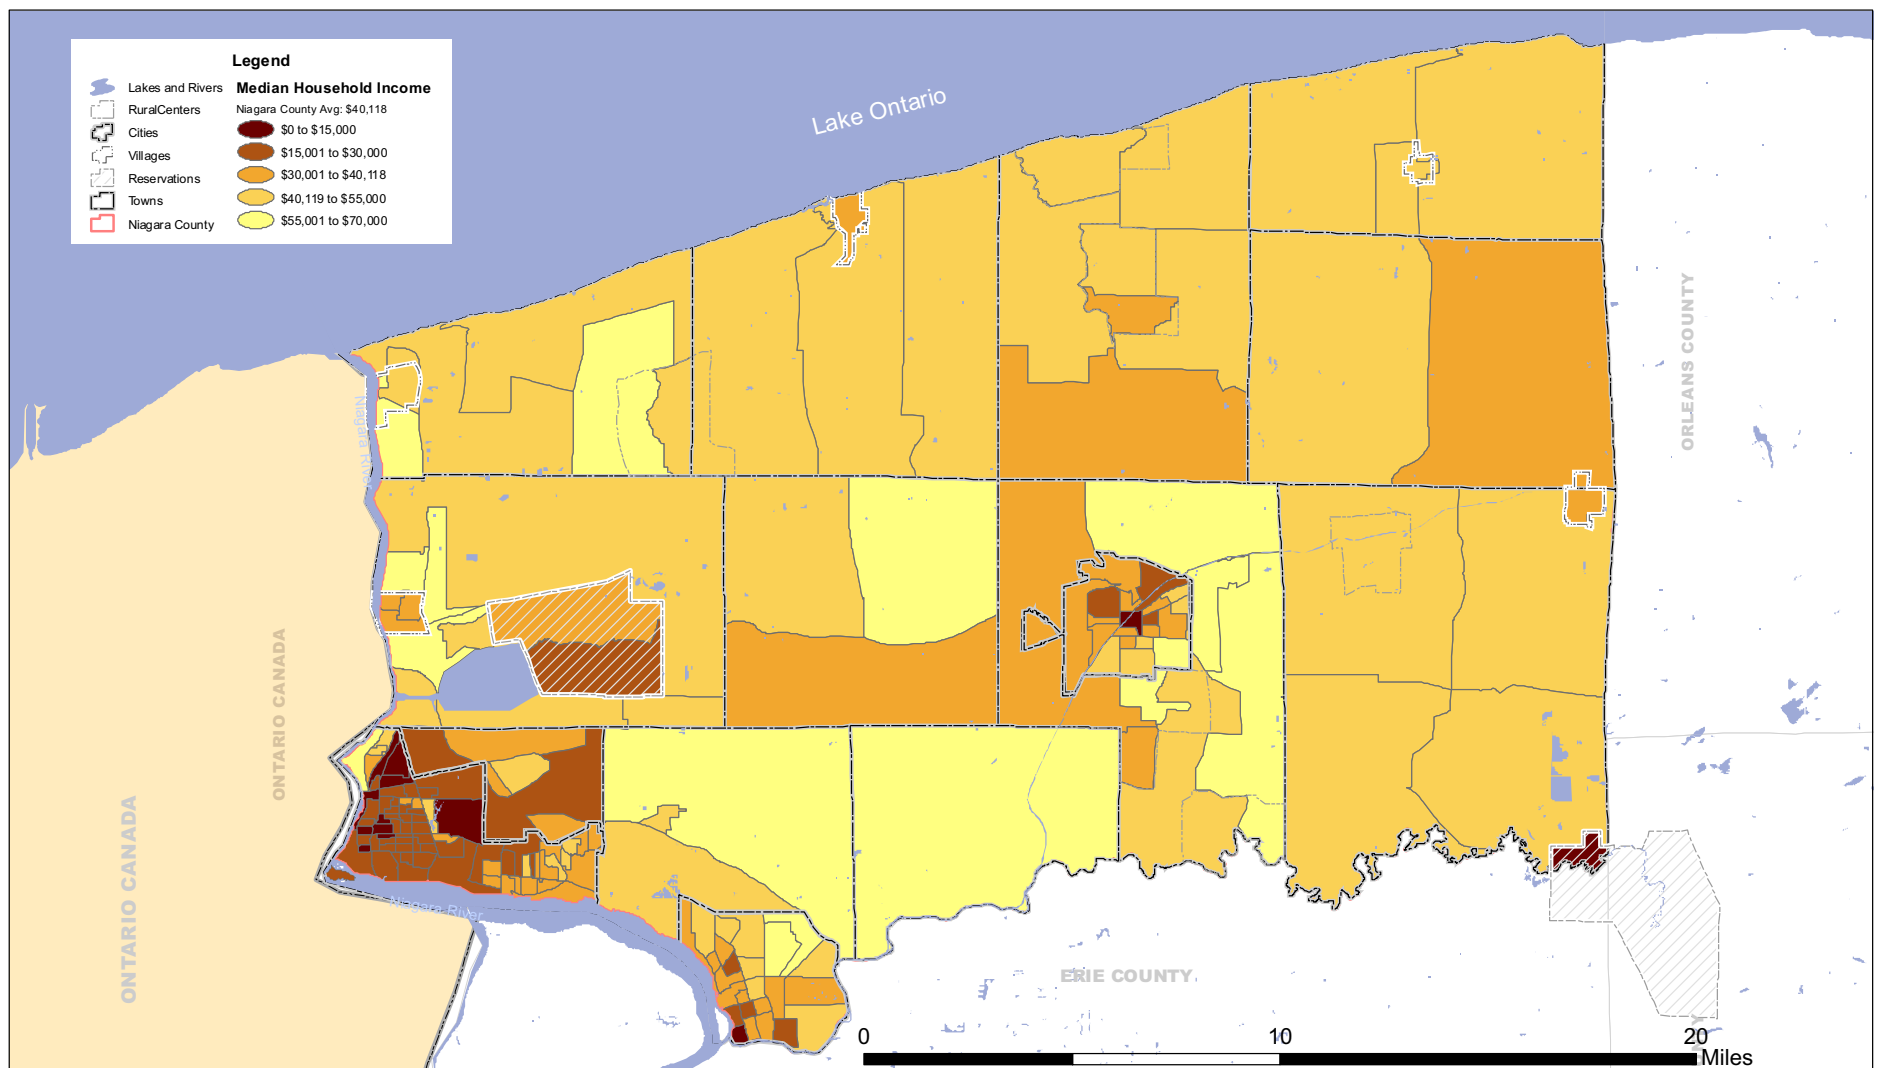 Legend
Lakes and Rivers
RuralCenters
Cities
Villages
Reservations
Towns
Niagara County
Median Household Income
Niagara County Avg: $40,118
$0 to $15,000
$15,001 to $30,000
$30,001 to $40,118
$40,119 to $55,000
$55,001 to $70,000
Lake Ontario
Niagara River
ORLEANS COUNTY
ONTARIO CANADA
ONTARIO CANADA
Niagara River
ERIE COUNTY
0
10
20
Miles